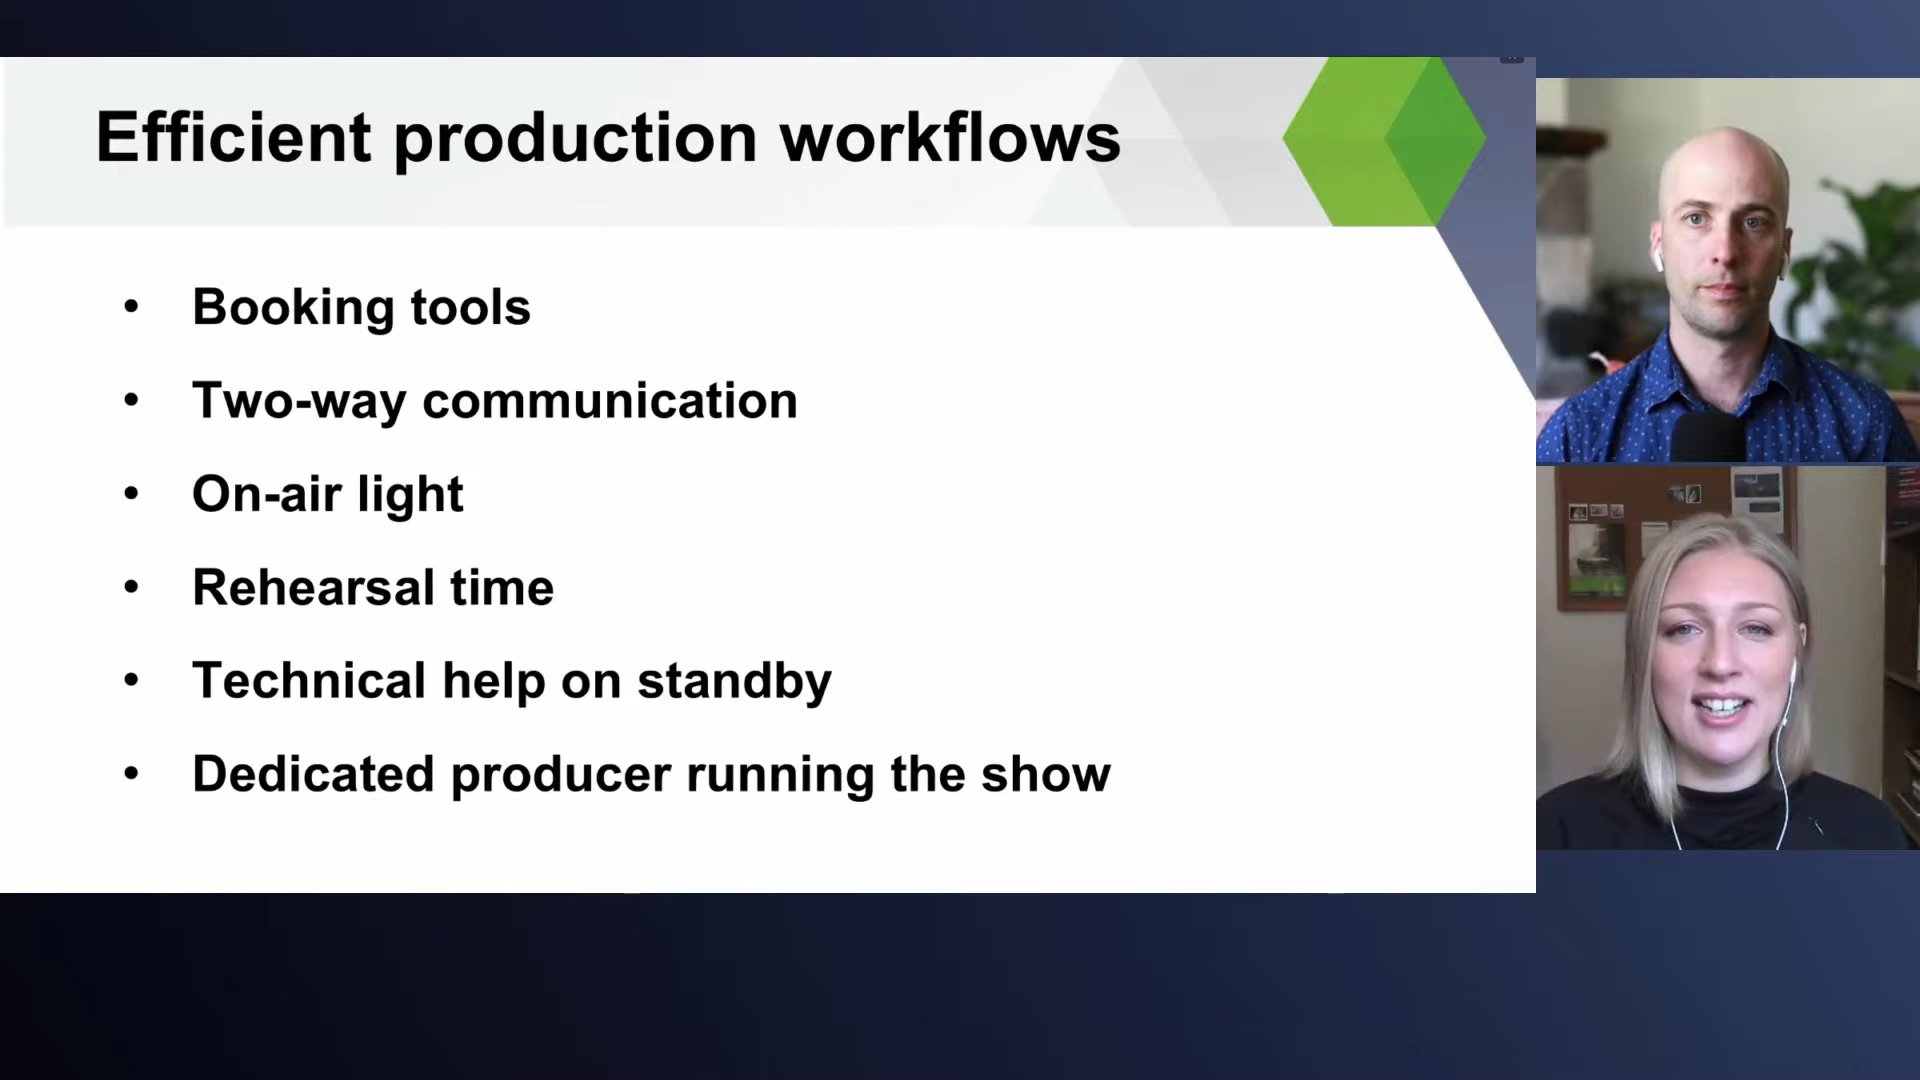 Efficient production workflows
• Booking tools
• Two-way communication
• On-air light
• Rehearsal time
• Technical help on standby
• Dedicated producer running the show